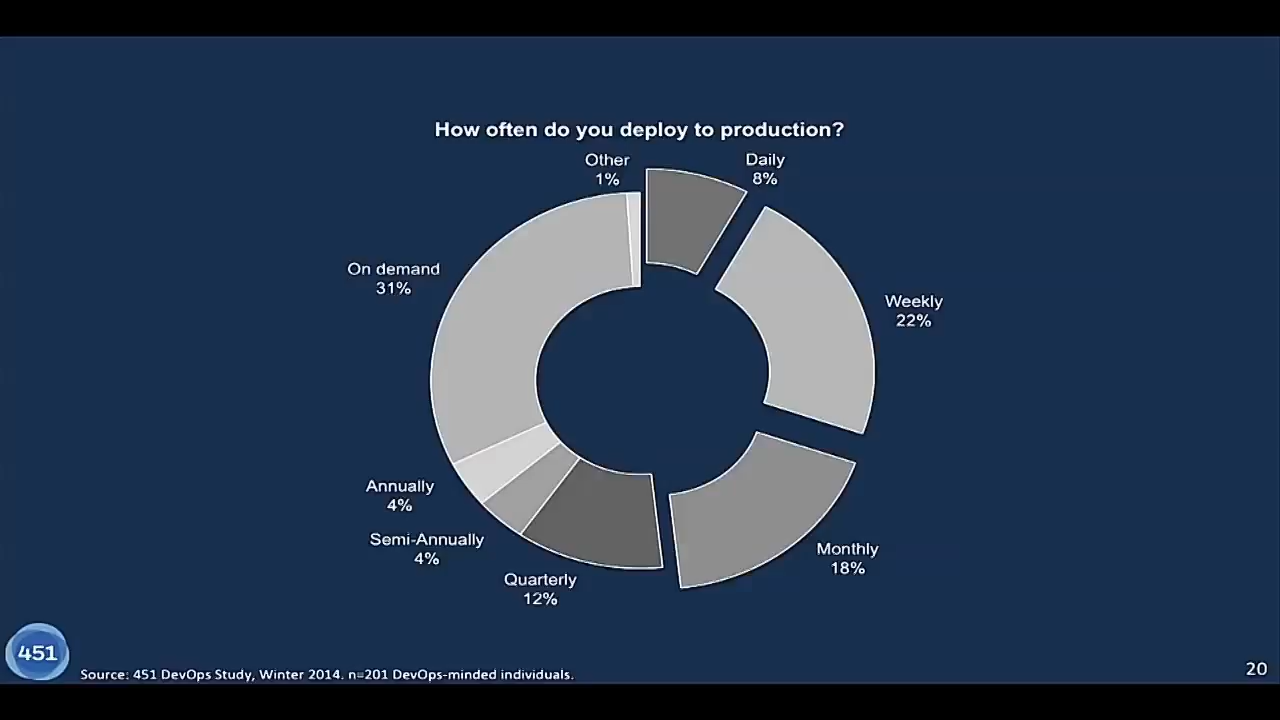 How often do you deploy to production?
Other
1%
Daily
8%
On demand
31%
Weekly
22%
Annually
4%
Semi-Annually
4%
Monthly
18%
Quarterly
12%
451
Source: 451 DevOps Study, Winter 2014. n=201 DevOps-minded individuals.
20